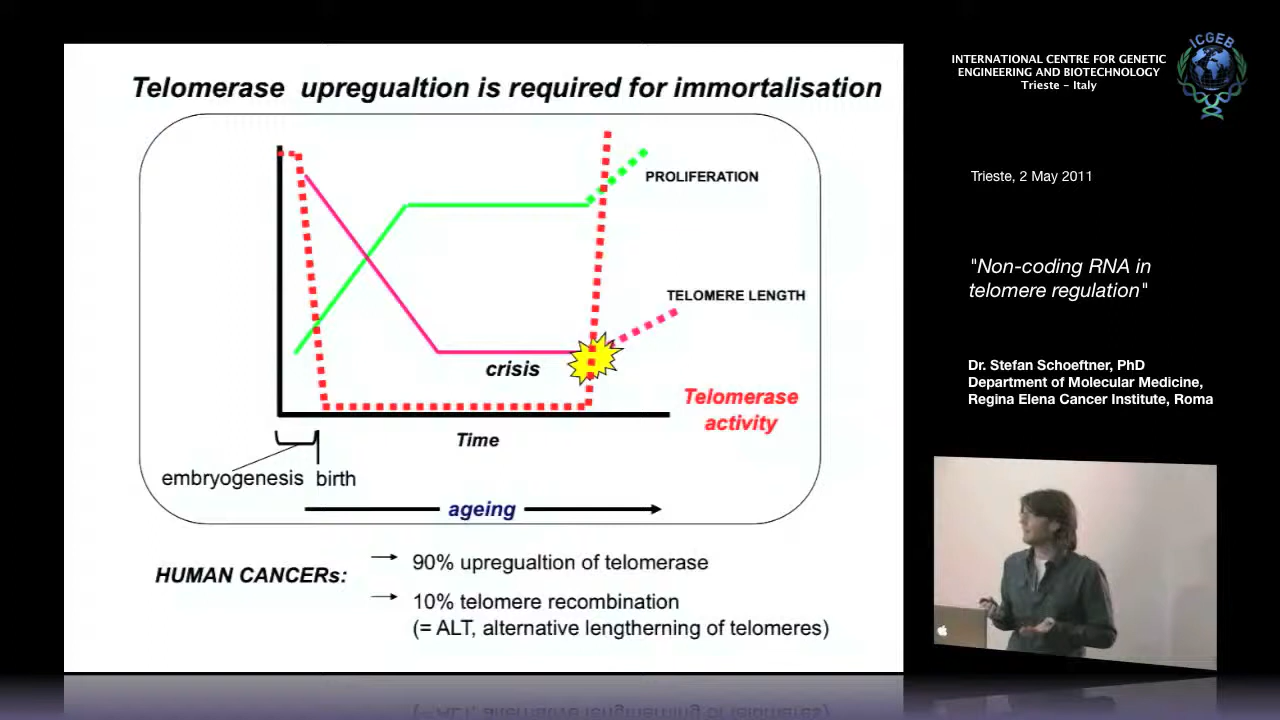 Telomerase upregualtion is required for immortalisation
PROLIFERATION
TELOMERE LENGTH
crisis
Telomerase
activity
Time
embryogenesis
birth
ageing
HUMAN CANCERs:
90% upregualtion of telomerase
10% telomere recombination
(= ALT, alternative lengtherning of telomeres)
INTERNATIONAL CENTRE FOR GENETIC
ENGINEERING AND BIOTECHNOLOGY
Trieste - Italy
ICGEB
Trieste, 2 May 2011
"Non-coding RNA in
telomere regulation"
Dr. Stefan Schoeftner, PhD
Department of Molecular Medicine,
Regina Elena Cancer Institute, Roma